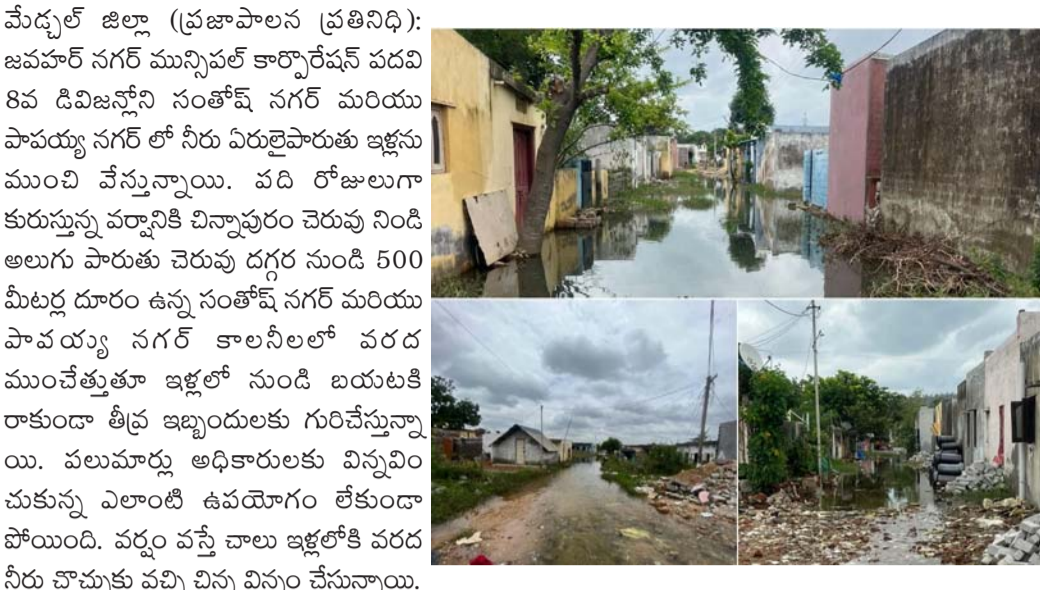 మేడ్చల్ జిల్లా (ప్రజాపాలన ప్రతినిధి):
జవహర్ నగర్ మున్సిపల్ కార్పొరేషన్ పదవి
8వ డివిజన్లోని సంతోష్ నగర్ మరియు
పాపయ్య నగర్ లో నీరు ఏరులైపారుతు ఇళ్లను
ముంచి వేస్తున్నాయి. పది రోజులుగా
కురుస్తున్న వర్షానికి చిన్నాపురం చెరువు నిండి
అలుగు పారుతు చెరువు దగ్గర నుండి 500
మీటర్ల దూరం ఉన్న సంతోష్ నగర్ మరియు
పాపయ్య నగర్ కాలనీలలో వరద
ముంచేత్తుతూ ఇళ్లలో నుండి బయటకి
రాకుండా తీవ్ర ఇబ్బందులకు గురిచేస్తున్నా
యి. పలుమార్లు అధికారులకు విన్నవిం
చుకున్న ఎలాంటి ఉపయోగం లేకుండా
పోయింది. వర్షం వస్తే చాలు ఇళ్లలోకి వరద
నీరు చొచ్చుకు వచ్చి చిన్న విన్నం చేస్తున్నాయి.